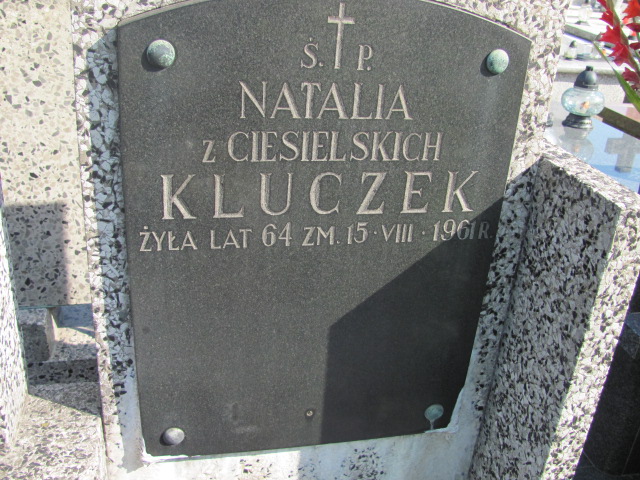 Ś. P.
NATALIA
z CIESIELSKICH
KLUCZEK
ŻYŁA LAT 64 ZM. 15·VIII·1961 R.